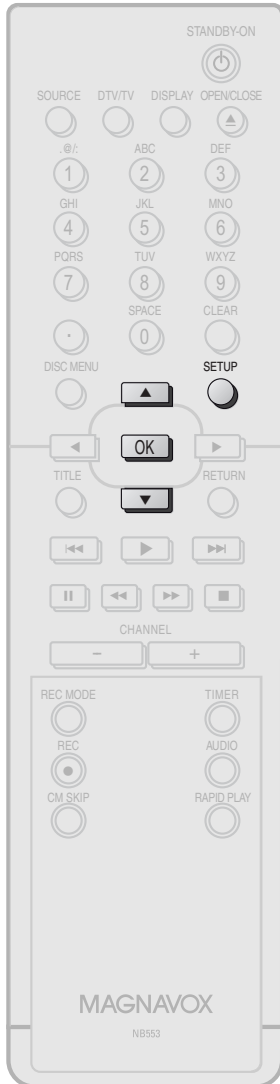 STANDBY-ON
SOURCE DTV/TV DISPLAY OPEN/CLOSE
.@/: ABC DEF
1 2 3
GHI JKL MNO
4 5 6
PQRS TUV WXYZ
7 8 9
SPACE CLEAR
· 0
DISC MENU SETUP
OK
TITLE RETURN
CHANNEL
− +
REC MODE TIMER
REC AUDIO
CM SKIP RAPID PLAY
MAGNAVOX
NB553